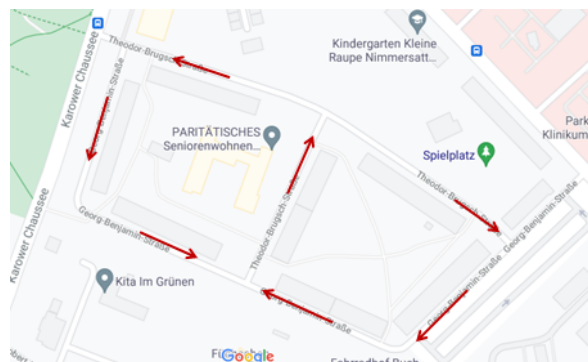 Karower Chaussee
Theodor-Brugsch-Straße
Kindergarten Kleine
Raupe Nimmersatt...
Georg-Benjamin-Straße
PARITÄTISCHES
Seniorenwohnen...
Park
Klinikum
Spielplatz
Theodor-Brugsch-Straße
Theodor-Brugsch-Straße
Georg-Benjamin-Straße
Georg-Benjamin-Straße
Karower Chaussee
Georg-Benjamin-Straße
Kita Im Grünen
Georg-Benjamin-Straße
Google